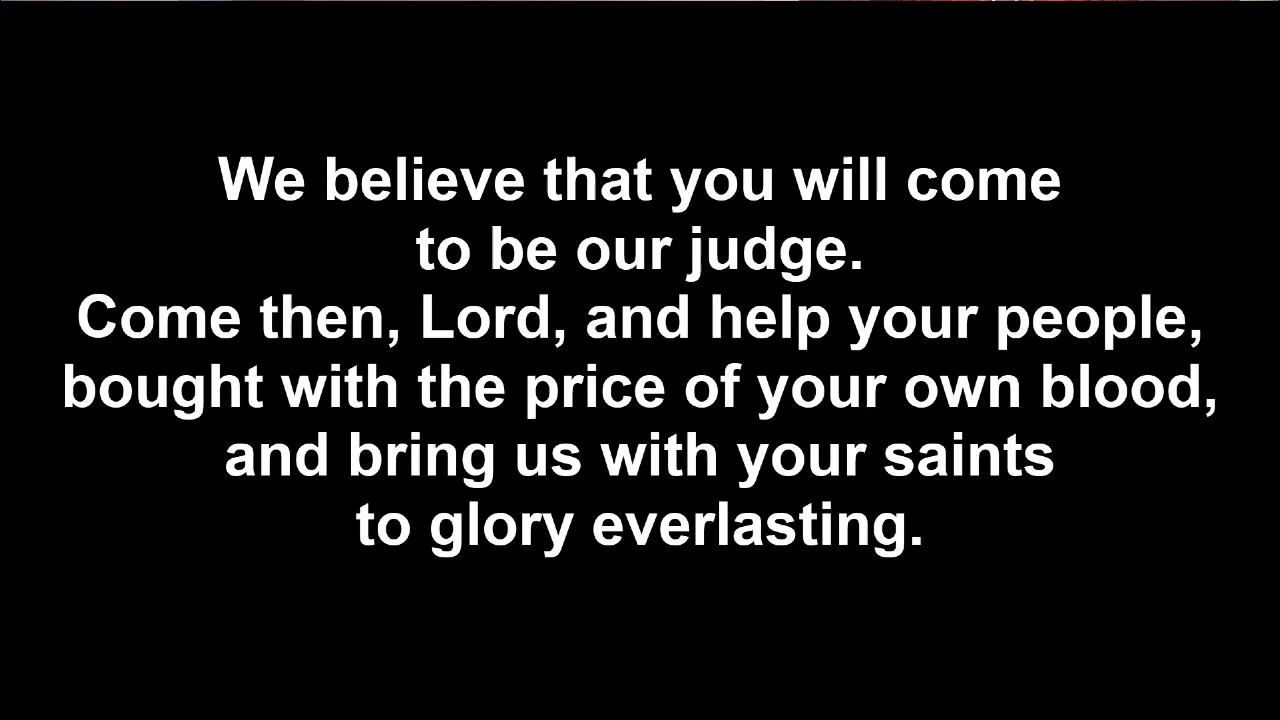 We believe that you will come
to be our judge.
Come then, Lord, and help your people,
bought with the price of your own blood,
and bring us with your saints
to glory everlasting.